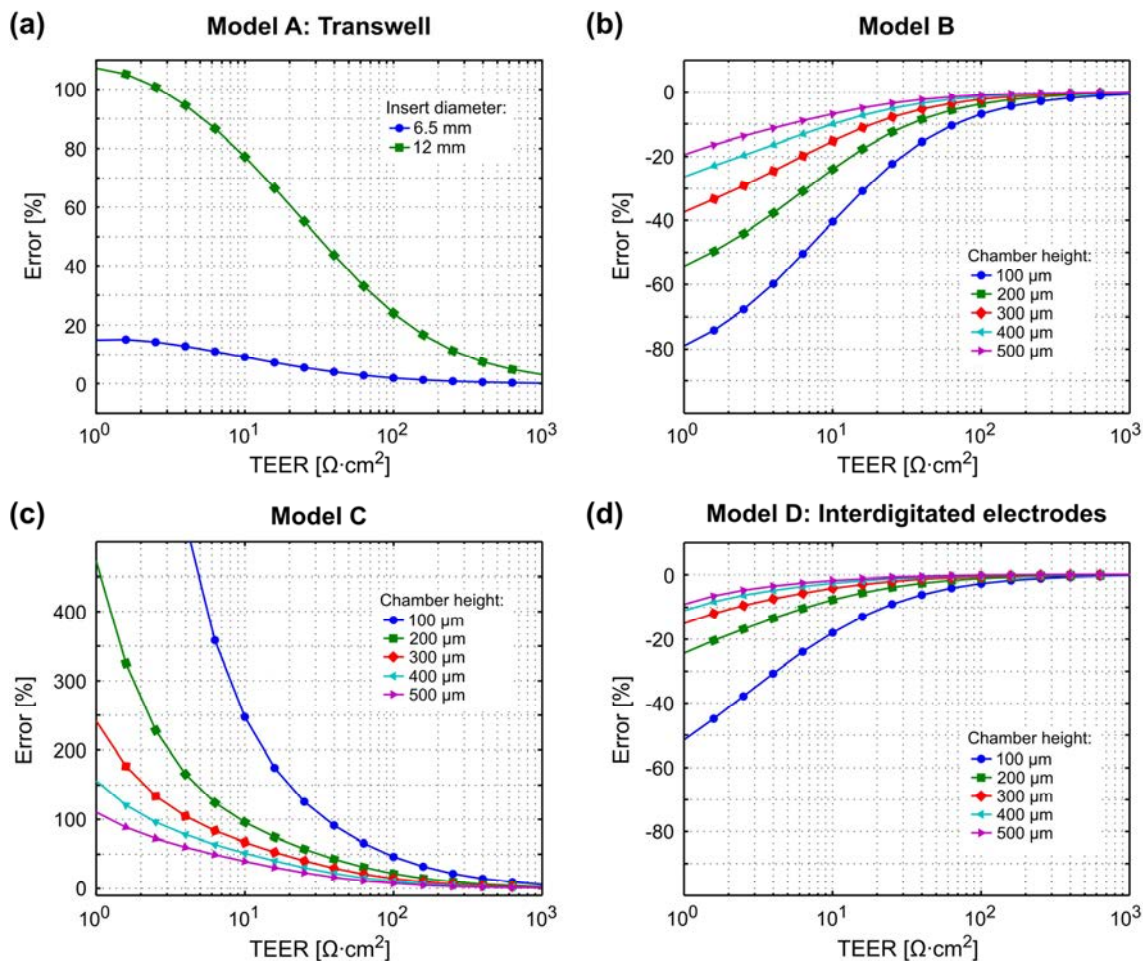 (a)
Model A: Transwell
Error [%]
100
80
60
40
20
0
Insert diameter:
6.5 mm
12 mm
10⁰
10¹
10²
10³
TEER [Ω·cm²]
(b)
Model B
Error [%]
0
-20
-40
-60
-80
Chamber height:
100 µm
200 µm
300 µm
400 µm
500 µm
10⁰
10¹
10²
10³
TEER [Ω·cm²]
(c)
Model C
Error [%]
400
300
200
100
0
Chamber height:
100 µm
200 µm
300 µm
400 µm
500 µm
10⁰
10¹
10²
10³
TEER [Ω·cm²]
(d)
Model D: Interdigitated electrodes
Error [%]
0
-20
-40
-60
-80
Chamber height:
100 µm
200 µm
300 µm
400 µm
500 µm
10⁰
10¹
10²
10³
TEER [Ω·cm²]